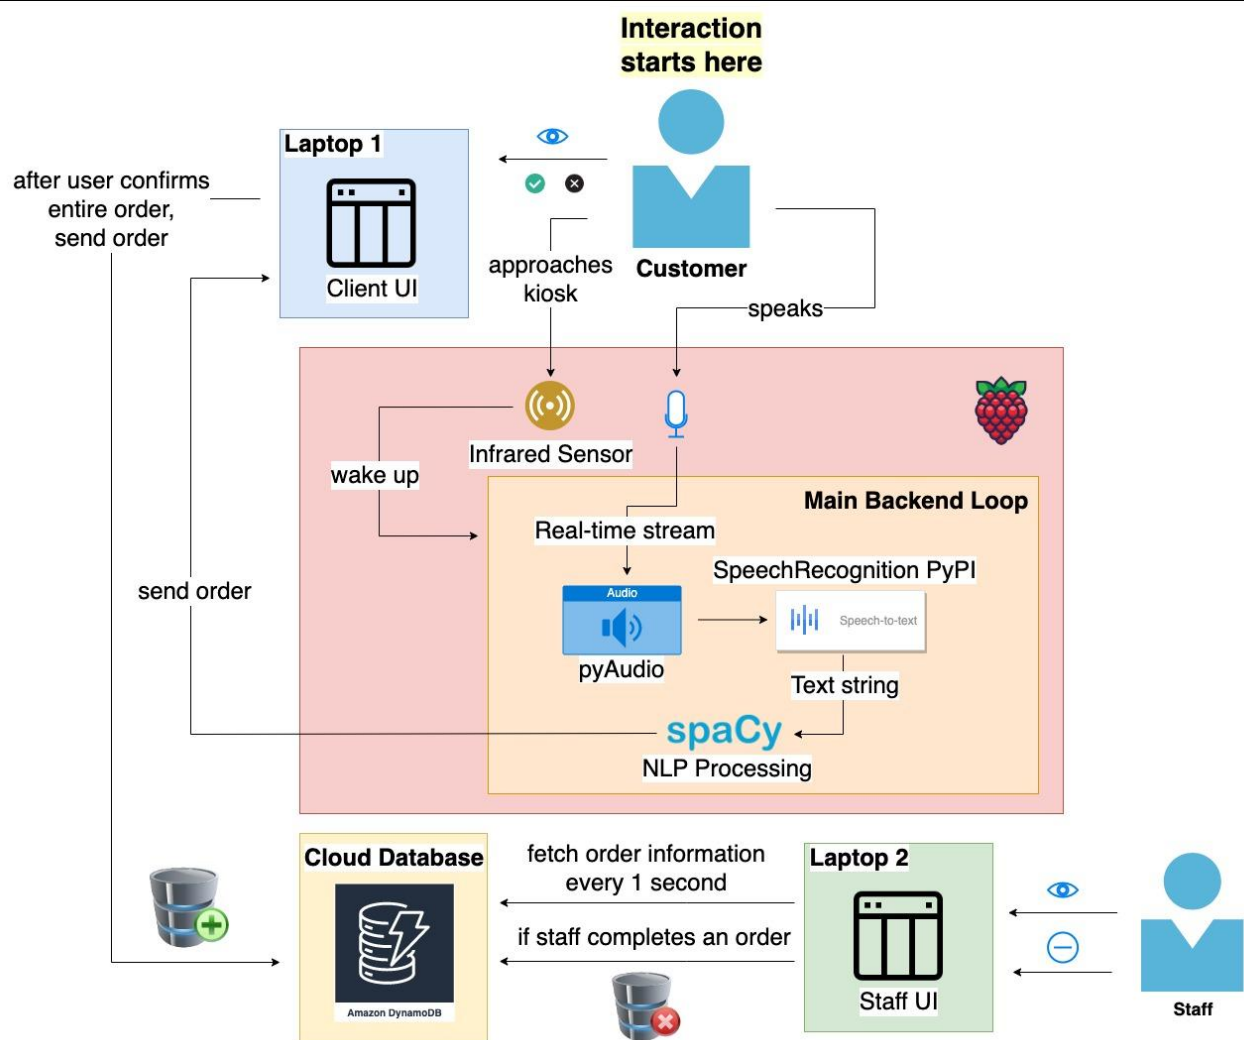 Interaction
starts here
Laptop 1
after user confirms
entire order,
send order
Client UI
approaches
kiosk
Customer
speaks
Infrared Sensor
wake up
Main Backend Loop
Real-time stream
SpeechRecognition PyPI
send order
Audio
Speech-to-text
pyAudio
Text string
spaCy
NLP Processing
Cloud Database
fetch order information
every 1 second
Laptop 2
if staff completes an order
Amazon DynamoDB
Staff UI
Staff